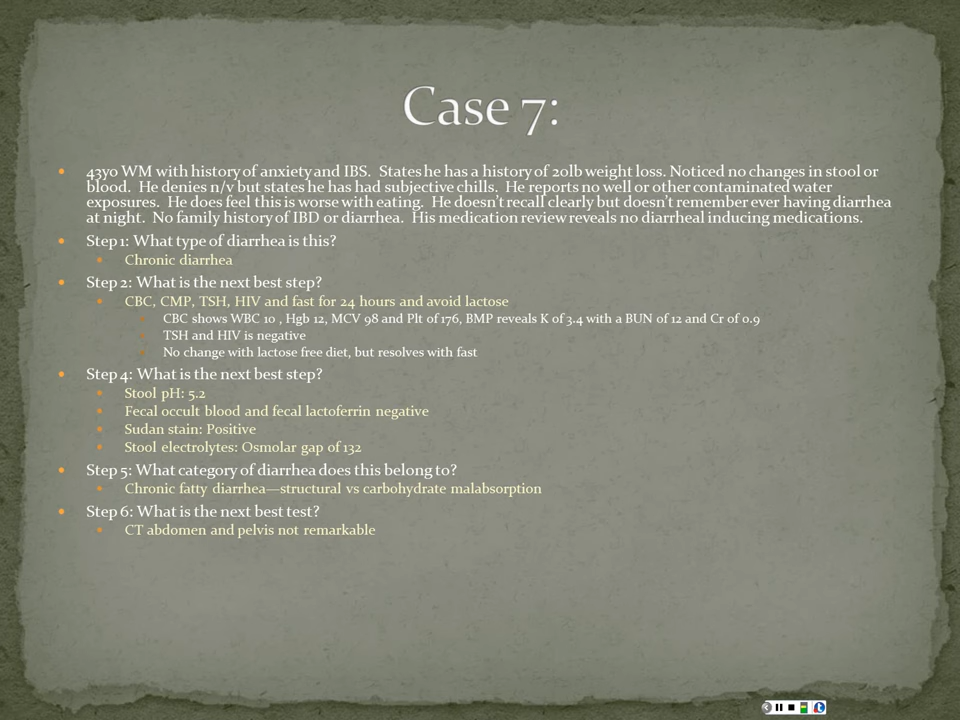 Case 7:
43yo WM with history of anxiety and IBS. States he has a history of 20lb weight loss. Noticed no changes in stool or
blood. He denies n/v but states he has had subjective chills. He reports no well or other contaminated water
exposures. He does feel this is worse with eating. He doesn't recall clearly but doesn't remember ever having diarrhea
at night. No family history of IBD or diarrhea. His medication review reveals no diarrheal inducing medications.
Step 1: What type of diarrhea is this?
Chronic diarrhea
Step 2: What is the next best step?
CBC, CMP, TSH, HIV and fast for 24 hours and avoid lactose
CBC shows WBC 10 , Hgb 12, MCV 98 and Plt of 176, BMP reveals K of 3.4 with a BUN of 12 and Cr of 0.9
TSH and HIV is negative
No change with lactose free diet, but resolves with fast
Step 4: What is the next best step?
Stool pH: 5.2
Fecal occult blood and fecal lactoferrin negative
Sudan stain: Positive
Stool electrolytes: Osmolar gap of 132
Step 5: What category of diarrhea does this belong to?
Chronic fatty diarrhea—structural vs carbohydrate malabsorption
Step 6: What is the next best test?
CT abdomen and pelvis not remarkable